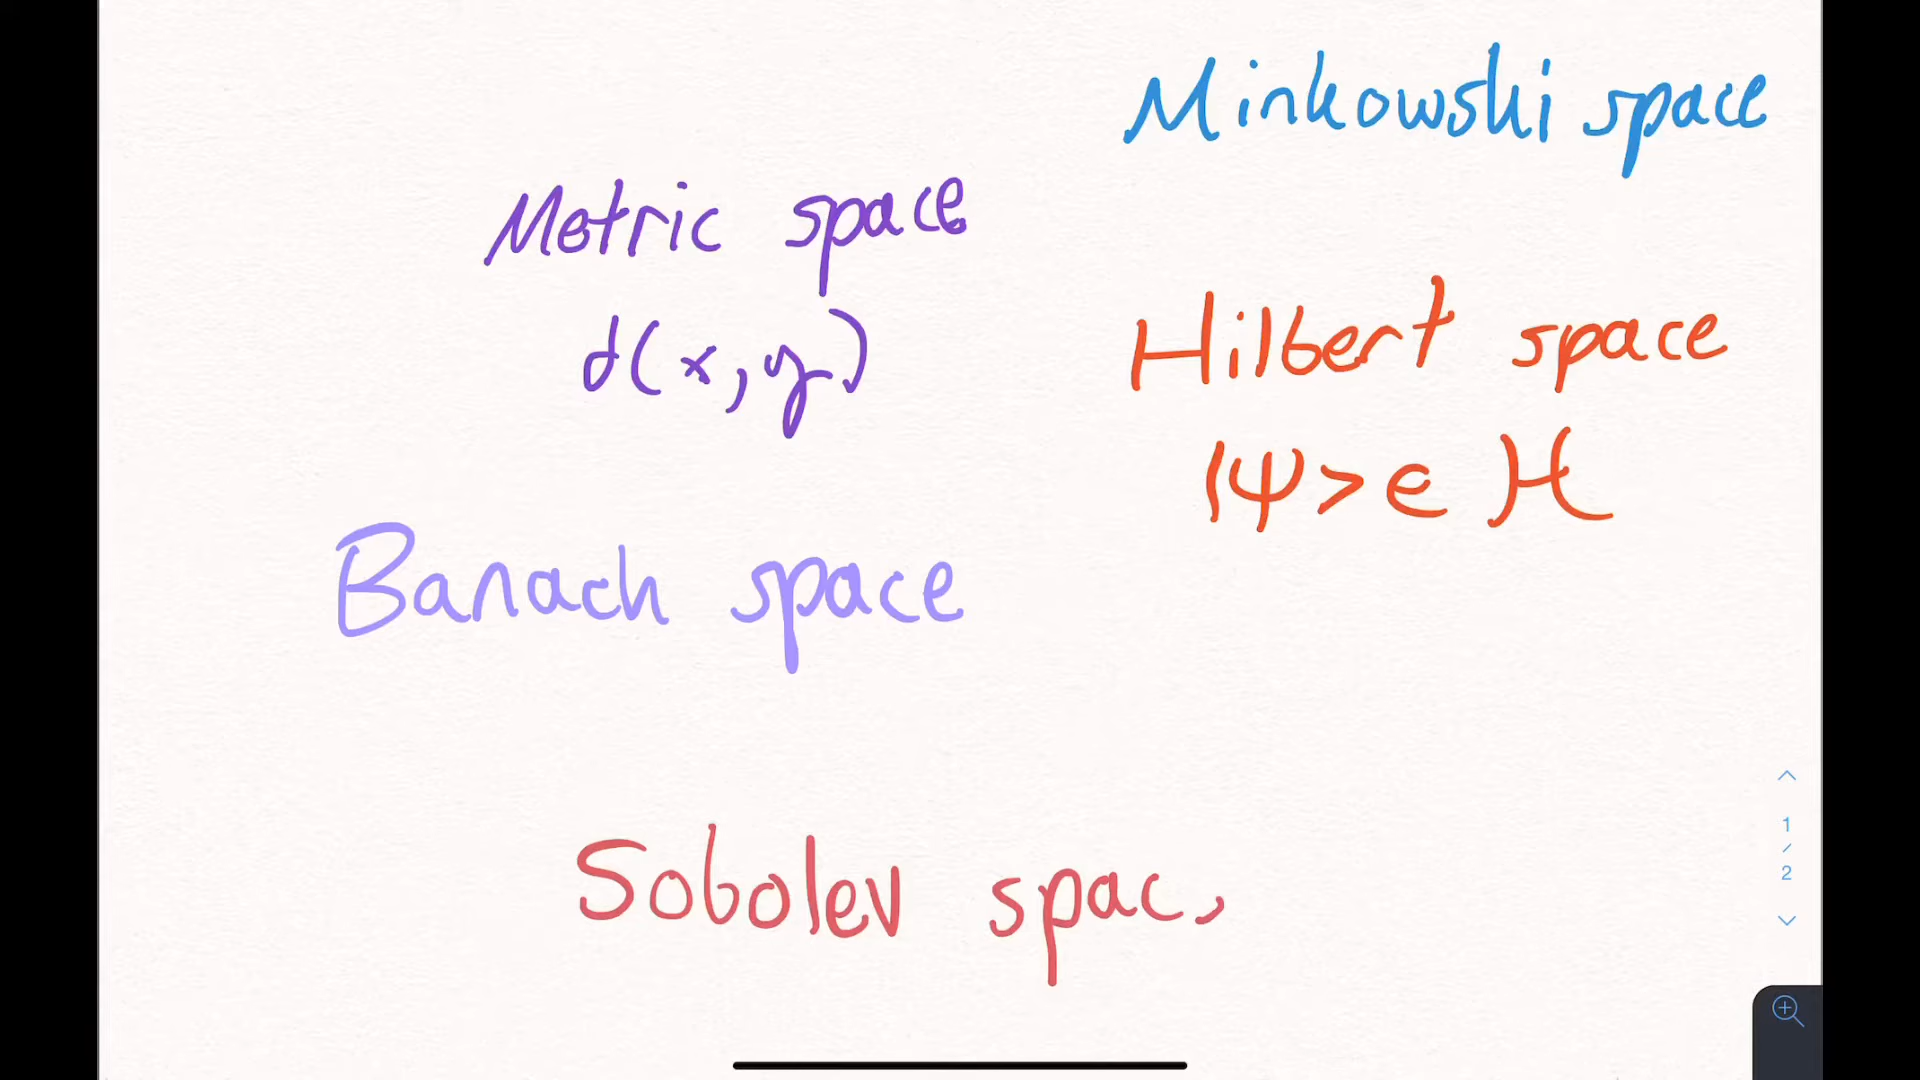 Minkowski space
Metric space
d(x,y)
Hilbert space
|ψ>∈ H
Banach space
Sobolev spac
1
/
2